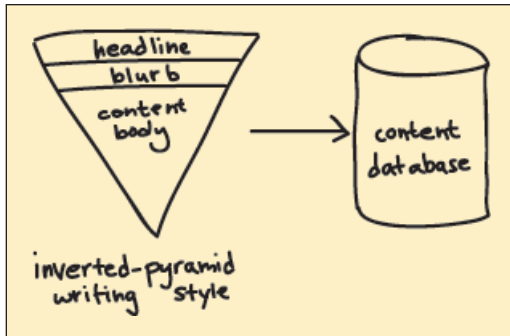 headline
blurb
content
body
content
database
inverted-pyramid
writing style